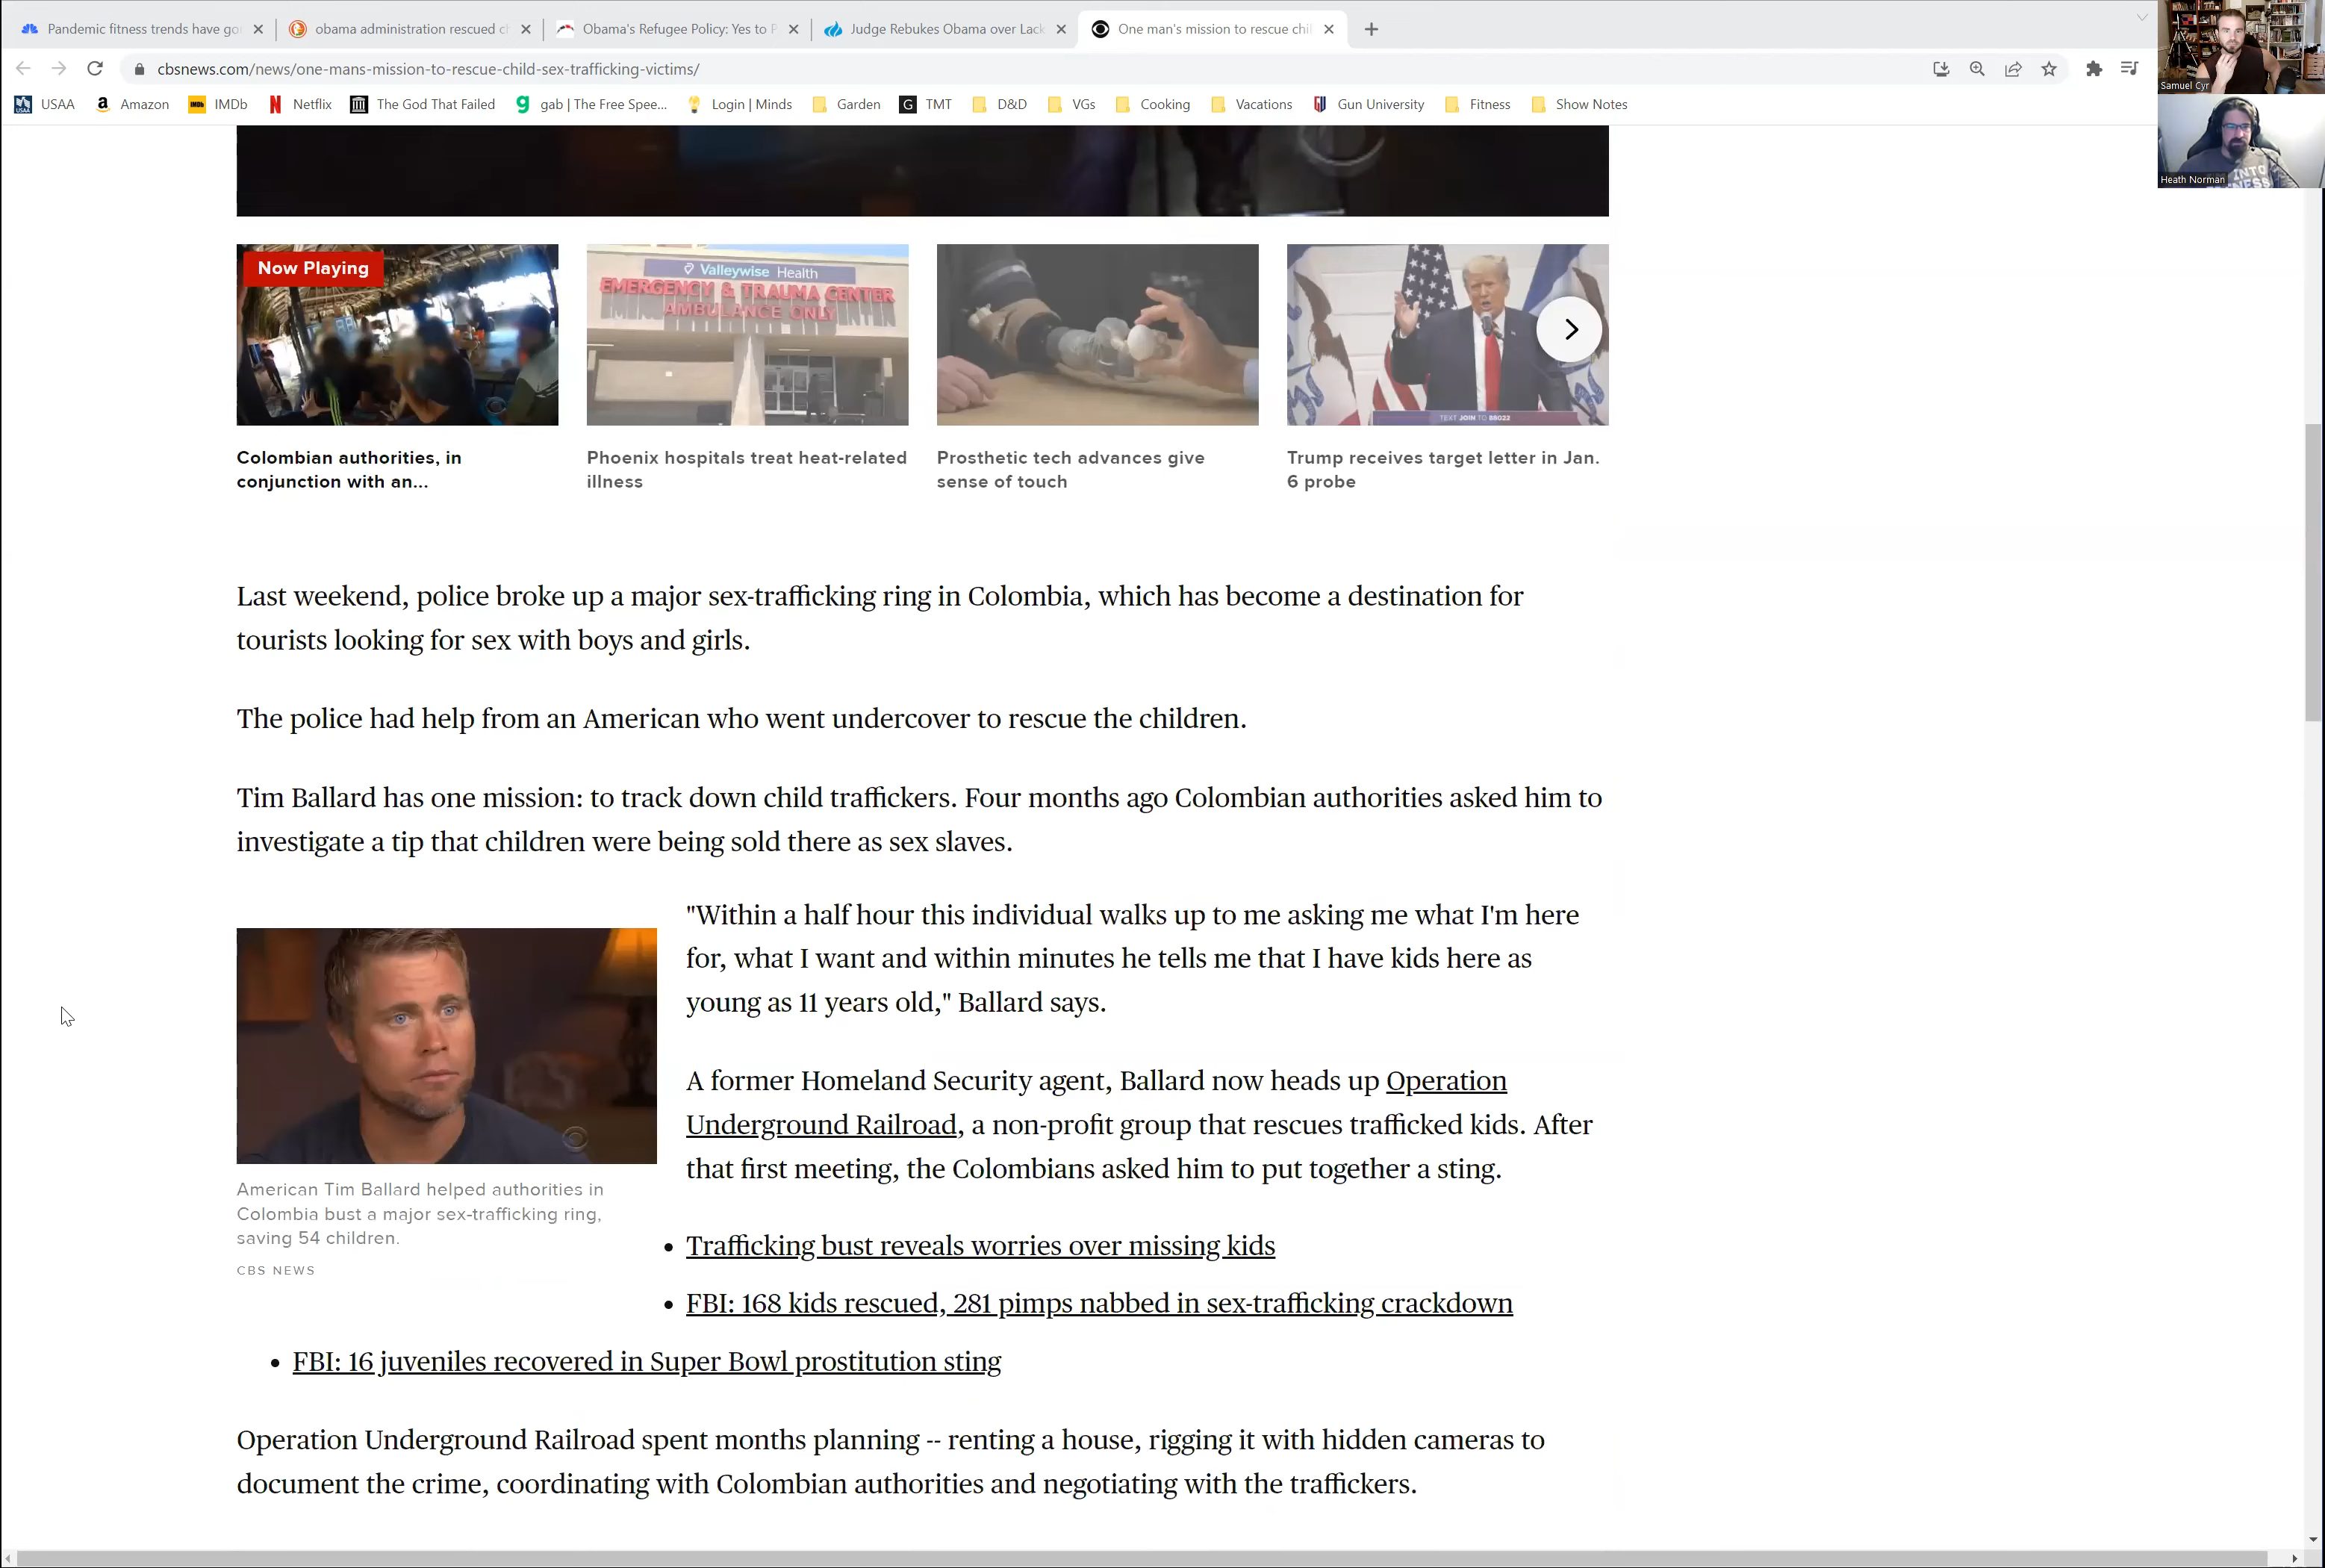 Pandemic fitness trends have go
obama administration rescued c
Obama's Refugee Policy: Yes to P
Judge Rebukes Obama over Lack
One man's mission to rescue chi
cbsnews.com/news/one-mans-mission-to-rescue-child-sex-trafficking-victims/
USAA
Amazon
IMDb
Netflix
The God That Failed
gab | The Free Spee...
Login | Minds
Garden
TMT
D&D
VGs
Cooking
Vacations
Gun University
Fitness
Show Notes
Samuel Cyr
Heath Norman
INTO
Now Playing
Valleywise Health
EMERGENCY & TRAUMA CENTER
AMBULANCE ONLY
TEXT JOIN TO 88022
Colombian authorities, in
conjunction with an...
Phoenix hospitals treat heat-related
illness
Prosthetic tech advances give
sense of touch
Trump receives target letter in Jan.
6 probe
Last weekend, police broke up a major sex-trafficking ring in Colombia, which has become a destination for
tourists looking for sex with boys and girls.
The police had help from an American who went undercover to rescue the children.
Tim Ballard has one mission: to track down child traffickers. Four months ago Colombian authorities asked him to
investigate a tip that children were being sold there as sex slaves.
"Within a half hour this individual walks up to me asking me what I'm here
for, what I want and within minutes he tells me that I have kids here as
young as 11 years old," Ballard says.
A former Homeland Security agent, Ballard now heads up Operation
Underground Railroad, a non-profit group that rescues trafficked kids. After
that first meeting, the Colombians asked him to put together a sting.
American Tim Ballard helped authorities in
Colombia bust a major sex-trafficking ring,
saving 54 children.
CBS NEWS
• Trafficking bust reveals worries over missing kids
• FBI: 168 kids rescued, 281 pimps nabbed in sex-trafficking crackdown
• FBI: 16 juveniles recovered in Super Bowl prostitution sting
Operation Underground Railroad spent months planning -- renting a house, rigging it with hidden cameras to
document the crime, coordinating with Colombian authorities and negotiating with the traffickers.